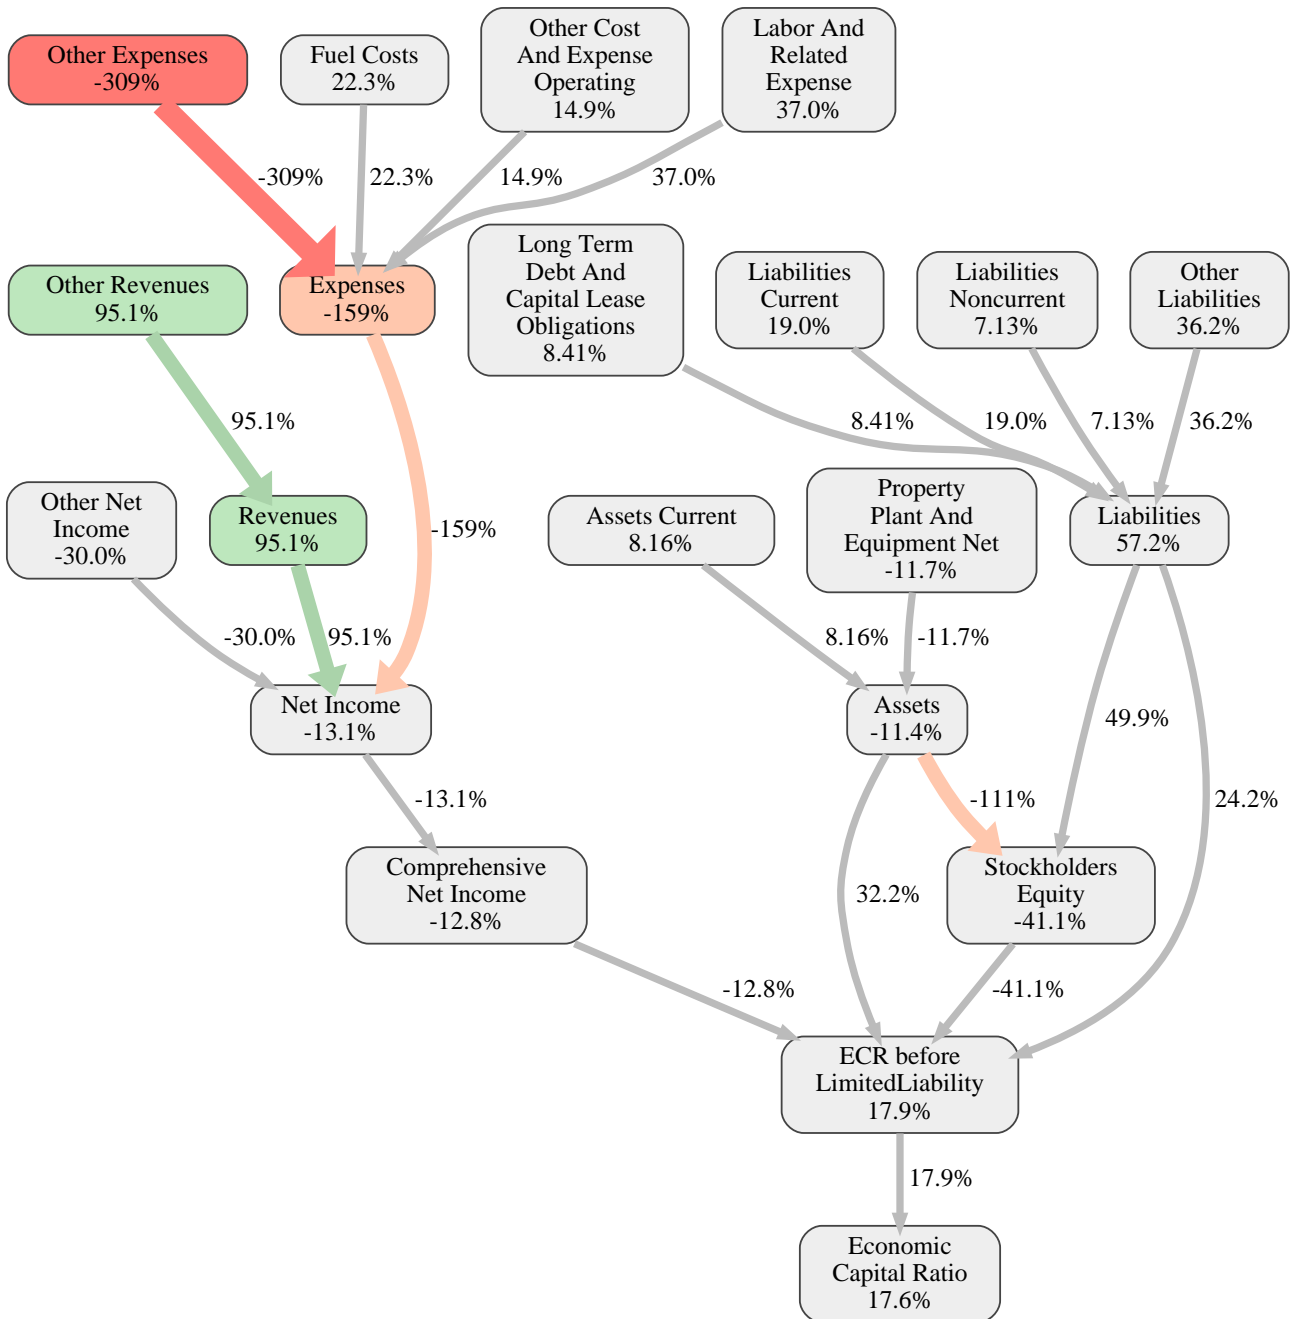 Other Expenses
-309%
Fuel Costs
22.3%
Other Cost
And Expense
Operating
14.9%
Labor And
Related
Expense
37.0%
-309%
22.3%
14.9%
37.0%
Other Revenues
95.1%
Expenses
-159%
Long Term
Debt And
Capital Lease
Obligations
8.41%
Liabilities
Current
19.0%
Liabilities
Noncurrent
7.13%
Other
Liabilities
36.2%
95.1%
8.41%
19.0%
7.13%
36.2%
Other Net
Income
-30.0%
Revenues
95.1%
-159%
Assets Current
8.16%
Property
Plant And
Equipment Net
-11.7%
Liabilities
57.2%
-30.0%
95.1%
8.16%
-11.7%
Net Income
-13.1%
Assets
-11.4%
49.9%
-13.1%
-111%
24.2%
Comprehensive
Net Income
-12.8%
32.2%
Stockholders
Equity
-41.1%
-12.8%
-41.1%
ECR before
LimitedLiability
17.9%
17.9%
Economic
Capital Ratio
17.6%